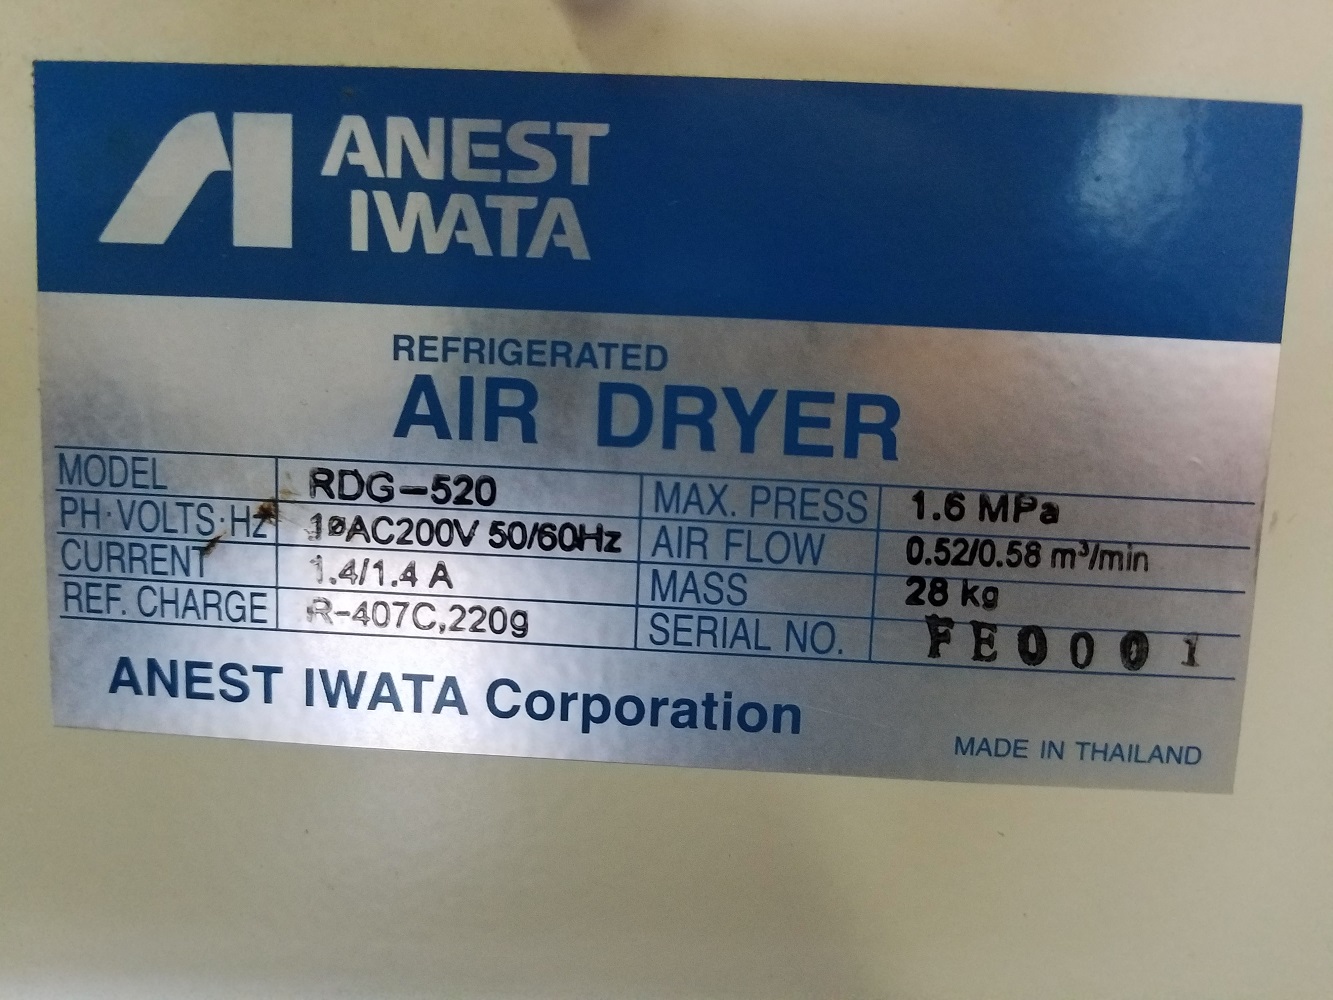 ANEST
IWATA
REFRIGERATED
AIR DRYER
MODEL RDG-520 MAX. PRESS 1.6 MPa
PH·VOLTS·HZ 1øAC200V 50/60Hz AIR FLOW 0.52/0.58 m³/min
CURRENT 1.4/1.4 A MASS 28 kg
REF. CHARGE R-407C,220g SERIAL NO. FE0001
ANEST IWATA Corporation
MADE IN THAILAND